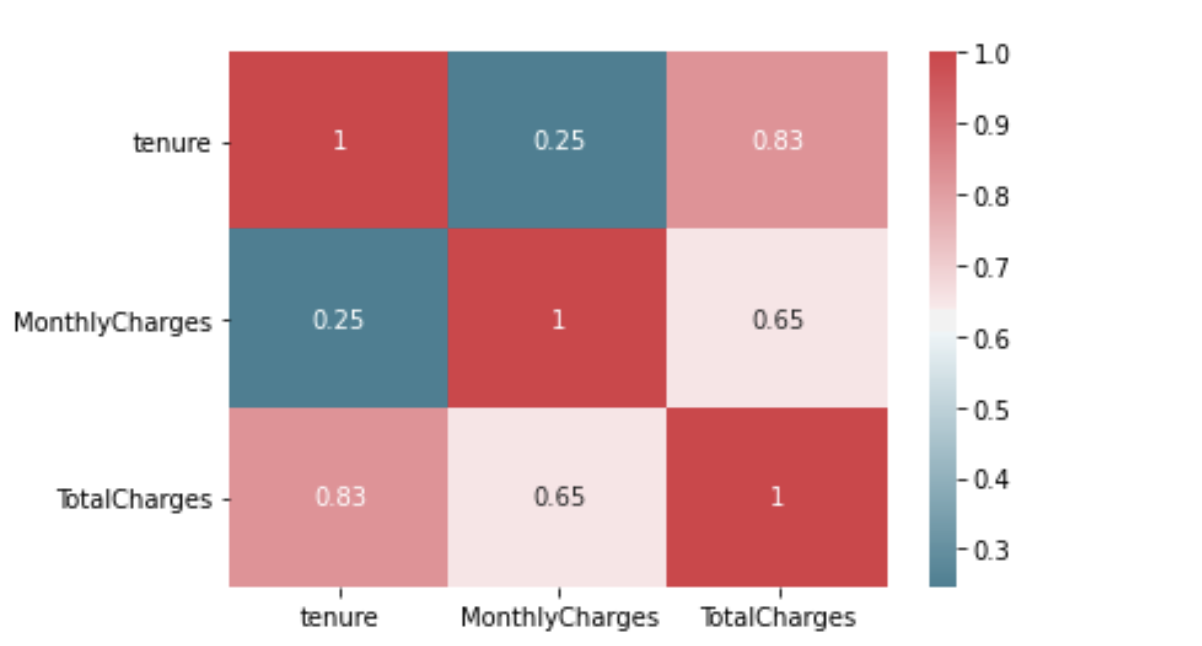 1.0
tenure 1 0.25 0.83
0.9
0.8
0.7
MonthlyCharges 0.25 1 0.65
0.6
0.5
0.4
TotalCharges 0.83 0.65 1
0.3
tenure MonthlyCharges TotalCharges